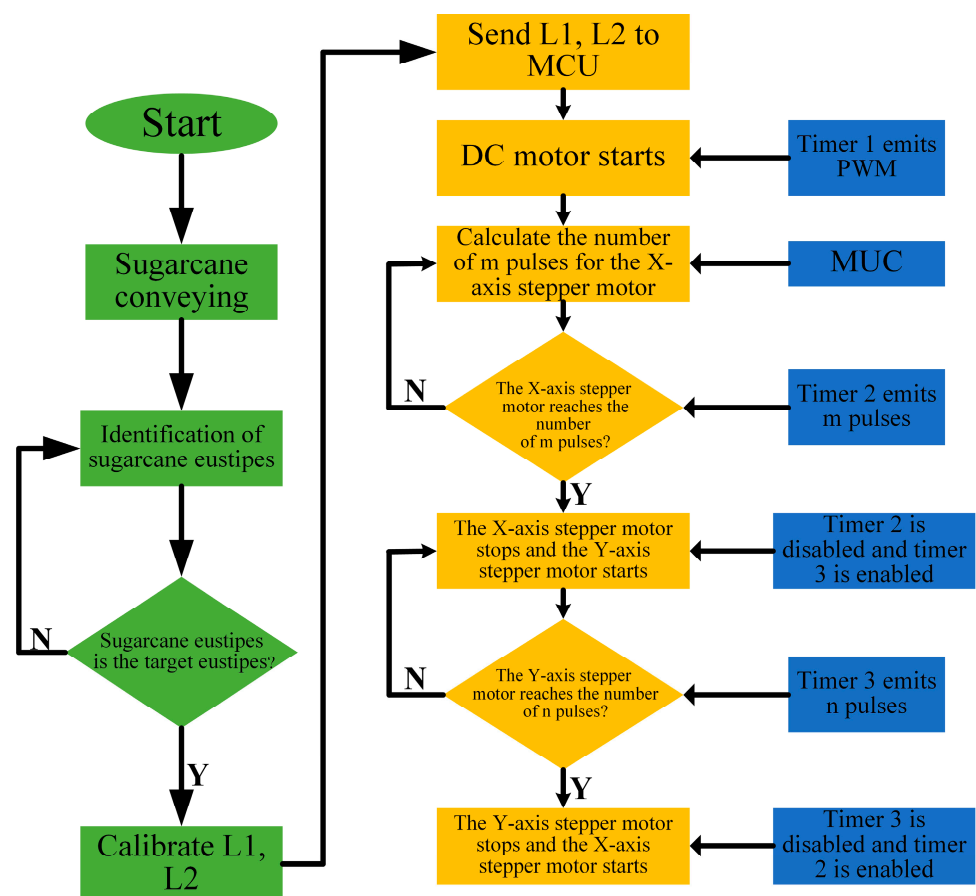 Start
Sugarcane
conveying
Identification of
sugarcane eustipes
N
Sugarcane eustipes
is the target eustipes?
Y
Calibrate L1,
L2
Send L1, L2 to
MCU
DC motor starts
Timer 1 emits
PWM
Calculate the number
of m pulses for the X-
axis stepper motor
MUC
N
The X-axis stepper
motor reaches the
number
of m pulses?
Timer 2 emits
m pulses
Y
The X-axis stepper motor
stops and the Y-axis
stepper motor starts
Timer 2 is
disabled and timer
3 is enabled
N
The Y-axis stepper
motor reaches the number
of n pulses?
Timer 3 emits
n pulses
Y
The Y-axis stepper motor
stops and the X-axis
stepper motor starts
Timer 3 is
disabled and timer
2 is enabled